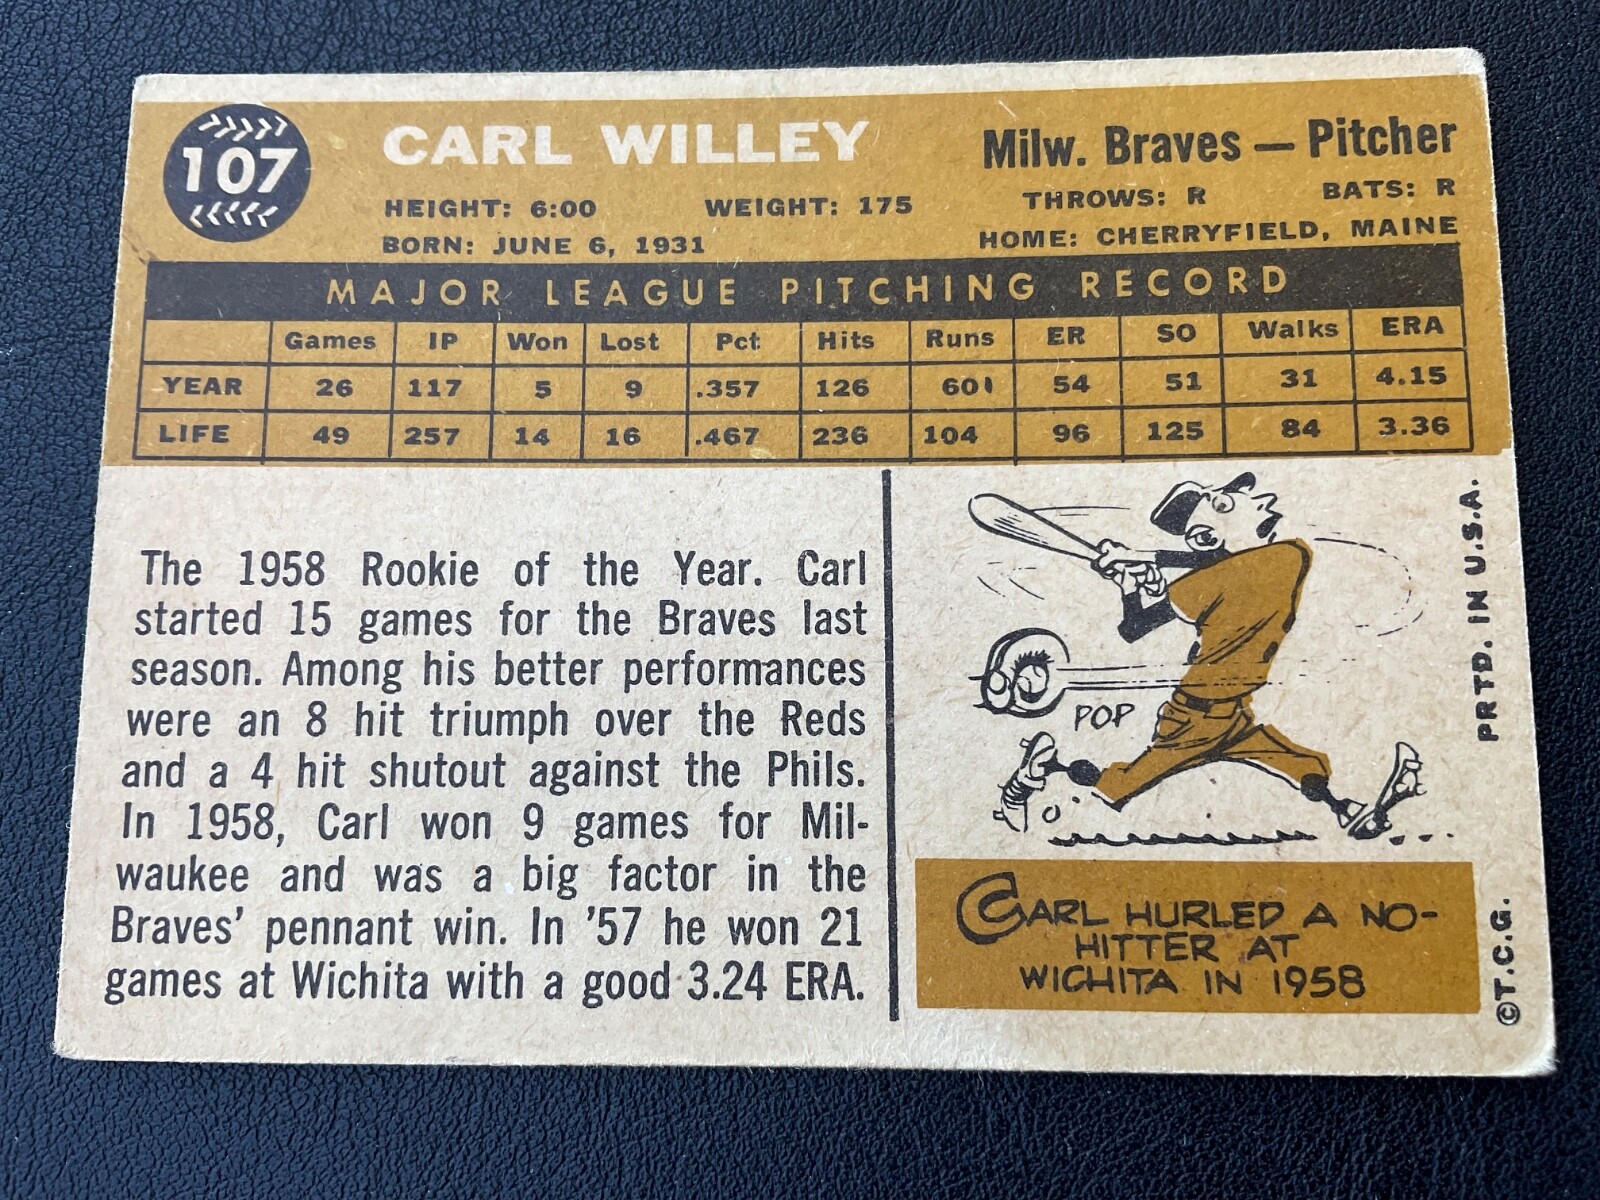 107
CARL WILLEY
Milw. Braves — Pitcher
HEIGHT: 6:00 WEIGHT: 175 THROWS: R BATS: R
BORN: JUNE 6, 1931 HOME: CHERRYFIELD, MAINE
MAJOR LEAGUE PITCHING RECORD
Games IP Won Lost Pct Hits Runs ER SO Walks ERA
YEAR 26 117 5 9 .357 126 60 54 51 31 4.15
LIFE 49 257 14 16 .467 236 104 96 125 84 3.36
The 1958 Rookie of the Year. Carl
started 15 games for the Braves last
season. Among his better performances
were an 8 hit triumph over the Reds
and a 4 hit shutout against the Phils.
In 1958, Carl won 9 games for Mil-
waukee and was a big factor in the
Braves' pennant win. In '57 he won 21
games at Wichita with a good 3.24 ERA.
POP
CARL HURLED A NO-
HITTER AT
WICHITA IN 1958
PRTD. IN U.S.A.
©T.C.G.